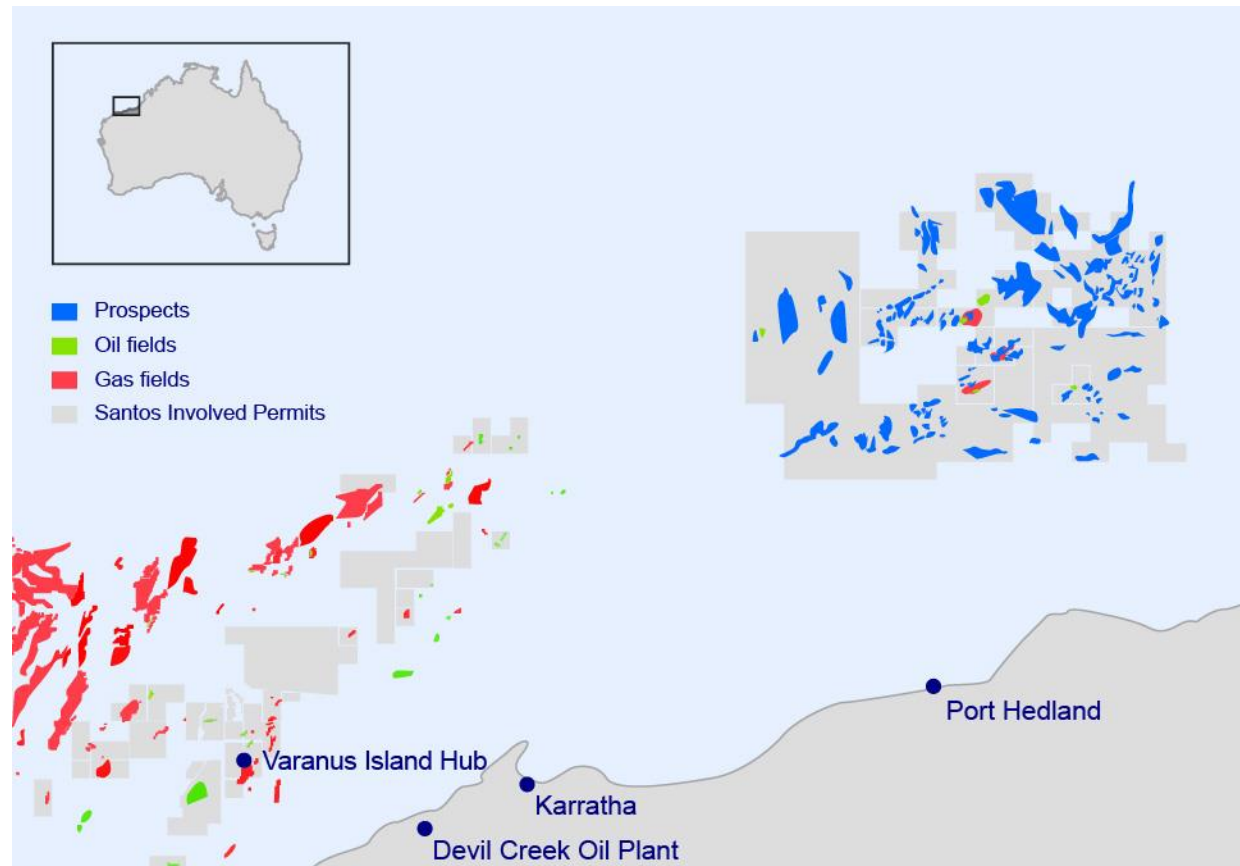 Prospects
Oil fields
Gas fields
Santos Involved Permits
Port Hedland
Varanus Island Hub
Karratha
Devil Creek Oil Plant